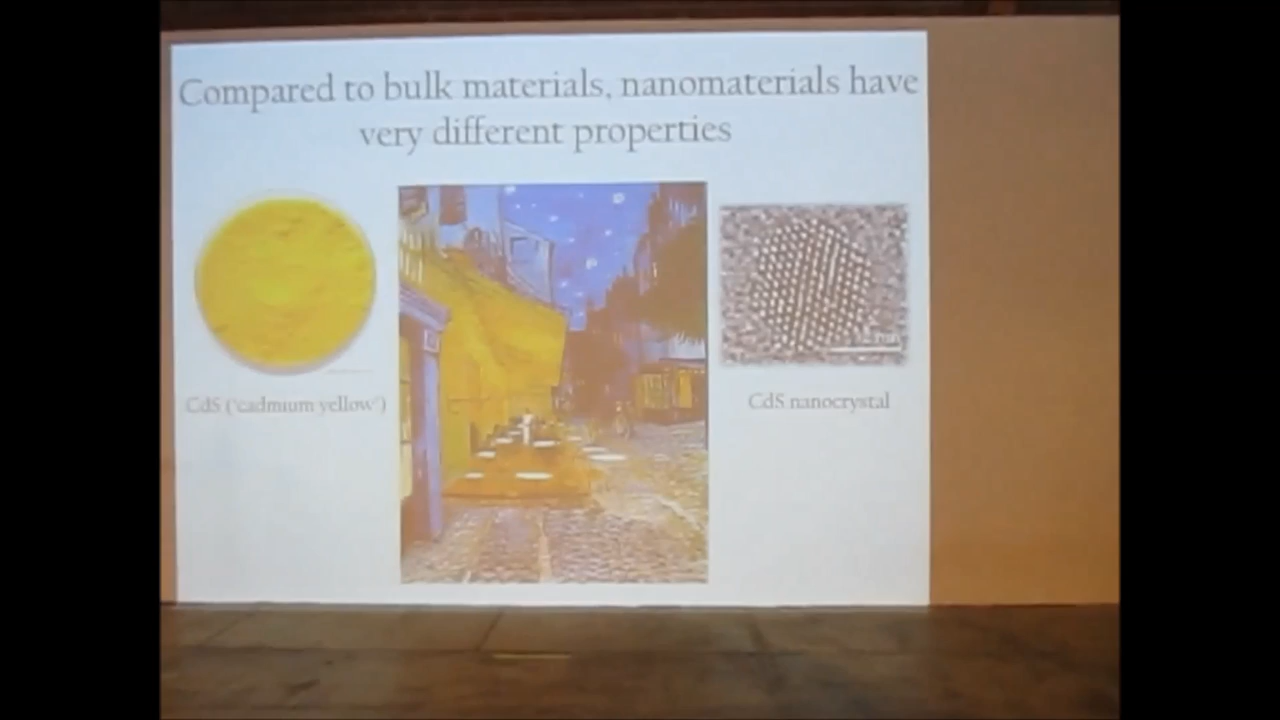 Compared to bulk materials, nanomaterials have
very different properties
CdS ("cadmium yellow")
CdS nanocrystal